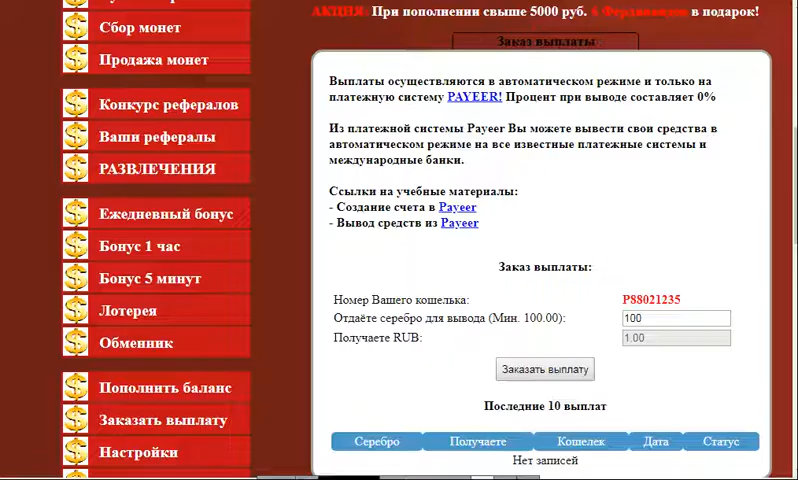 Сбор монет
Продажа монет
Конкурс рефералов
Ваши рефералы
РАЗВЛЕЧЕНИЯ
Ежедневный бонус
Бонус 1 час
Бонус 5 минут
Лотерея
Обменник
Пополнить баланс
Заказать выплату
Настройки
АКЦИЯ: При пополнении свыше 5000 руб. 6 Фердинандов в подарок!
Заказ выплаты
Выплаты осуществляются в автоматическом режиме и только на
платежную систему PAYEER! Процент при выводе составляет 0%
Из платежной системы Payeer Вы можете вывести свои средства в
автоматическом режиме на все известные платежные системы и
международные банки.
Ссылки на учебные материалы:
- Создание счета в Payeer
- Вывод средств из Payeer
Заказ выплаты:
Номер Вашего кошелька: P88021235
Отдаёте серебро для вывода (Мин. 100.00): 100
Получаете RUB: 1.00
Заказать выплату
Последние 10 выплат
Серебро Получаете Кошелек Дата Статус
Нет записей